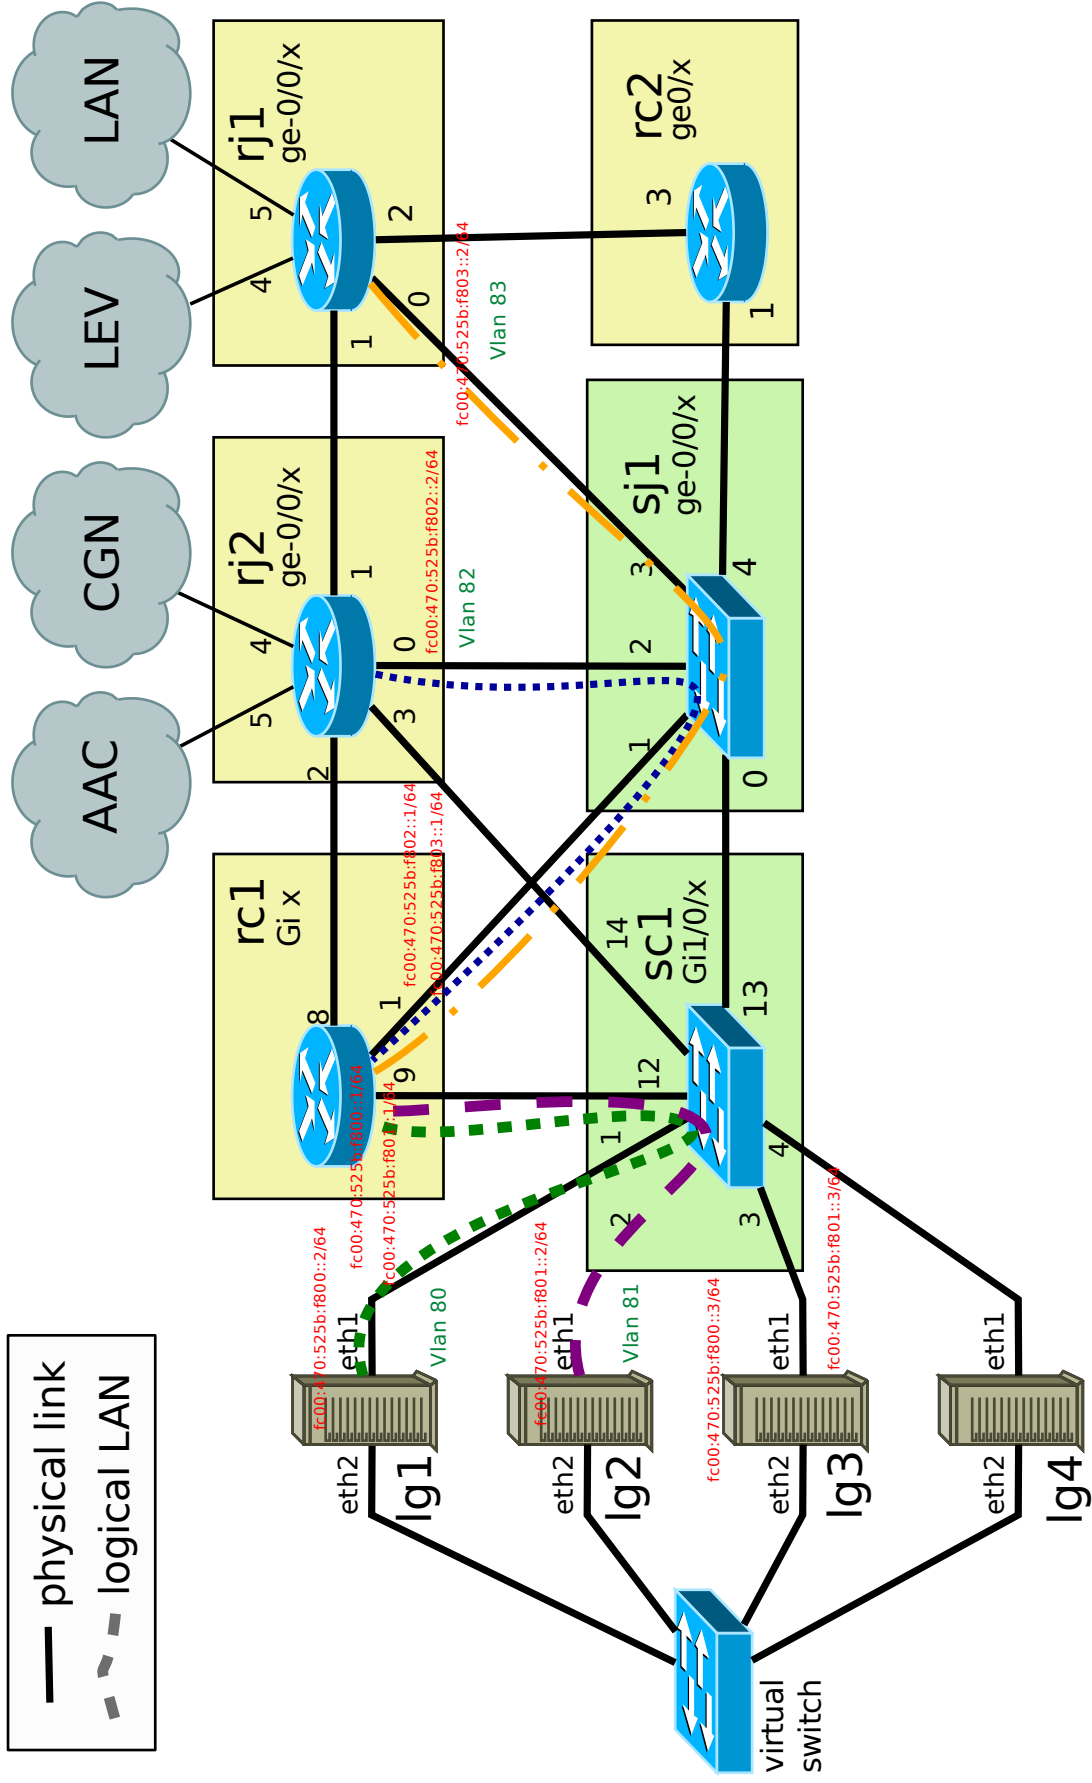 physical link
logical LAN
AAC
CGN
LEV
LAN
rc1
Gi x
8
1
9
rj2
ge-0/0/x
5
4
2
1
3
0
rj1
ge-0/0/x
4
5
1
0
2
fc00:470:525b:f800::1/64
fc00:470:525b:f801::1/64
fc00:470:525b:f802::1/64
fc00:470:525b:f803::1/64
fc00:470:525b:f802::2/64
Vlan 82
fc00:470:525b:f803::2/64
Vlan 83
fc00:470:525b:f800::2/64
eth1
eth2
lg1
Vlan 80
fc00:470:525b:f801::2/64
eth1
eth2
lg2
Vlan 81
fc00:470:525b:f800::3/64
eth1
eth2
lg3
fc00:470:525b:f801::3/64
eth1
eth2
lg4
sc1
Gi1/0/x
1
2
12
14
3
4
13
sj1
ge-0/0/x
1
2
3
0
4
rc2
ge0/x
3
1
virtual
switch